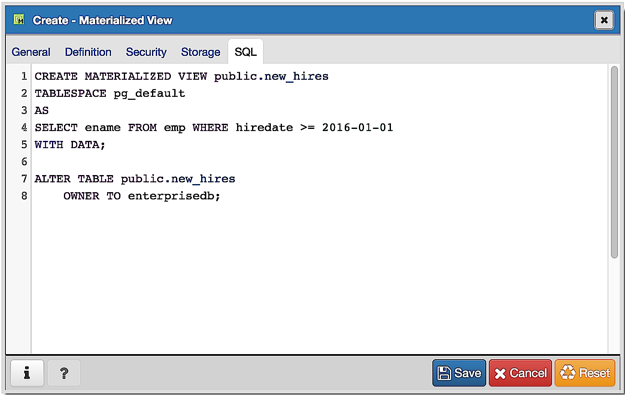 Create - Materialized View
General Definition Security Storage SQL
1 CREATE MATERIALIZED VIEW public.new_hires
2 TABLESPACE pg_default
3 AS
4 SELECT ename FROM emp WHERE hiredate >= 2016-01-01
5 WITH DATA;
6
7 ALTER TABLE public.new_hires
8     OWNER TO enterprisedb;
i ? Save Cancel Reset